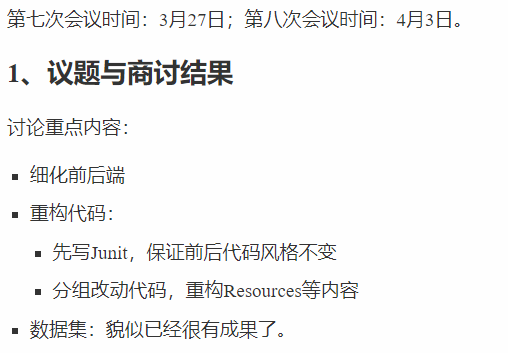 第七次会议时间：3月27日；第八次会议时间：4月3日。
1、议题与商讨结果
讨论重点内容：
细化前后端
重构代码：
先写Junit，保证前后代码风格不变
分组改动代码，重构Resources等内容
数据集：貌似已经很有成果了。